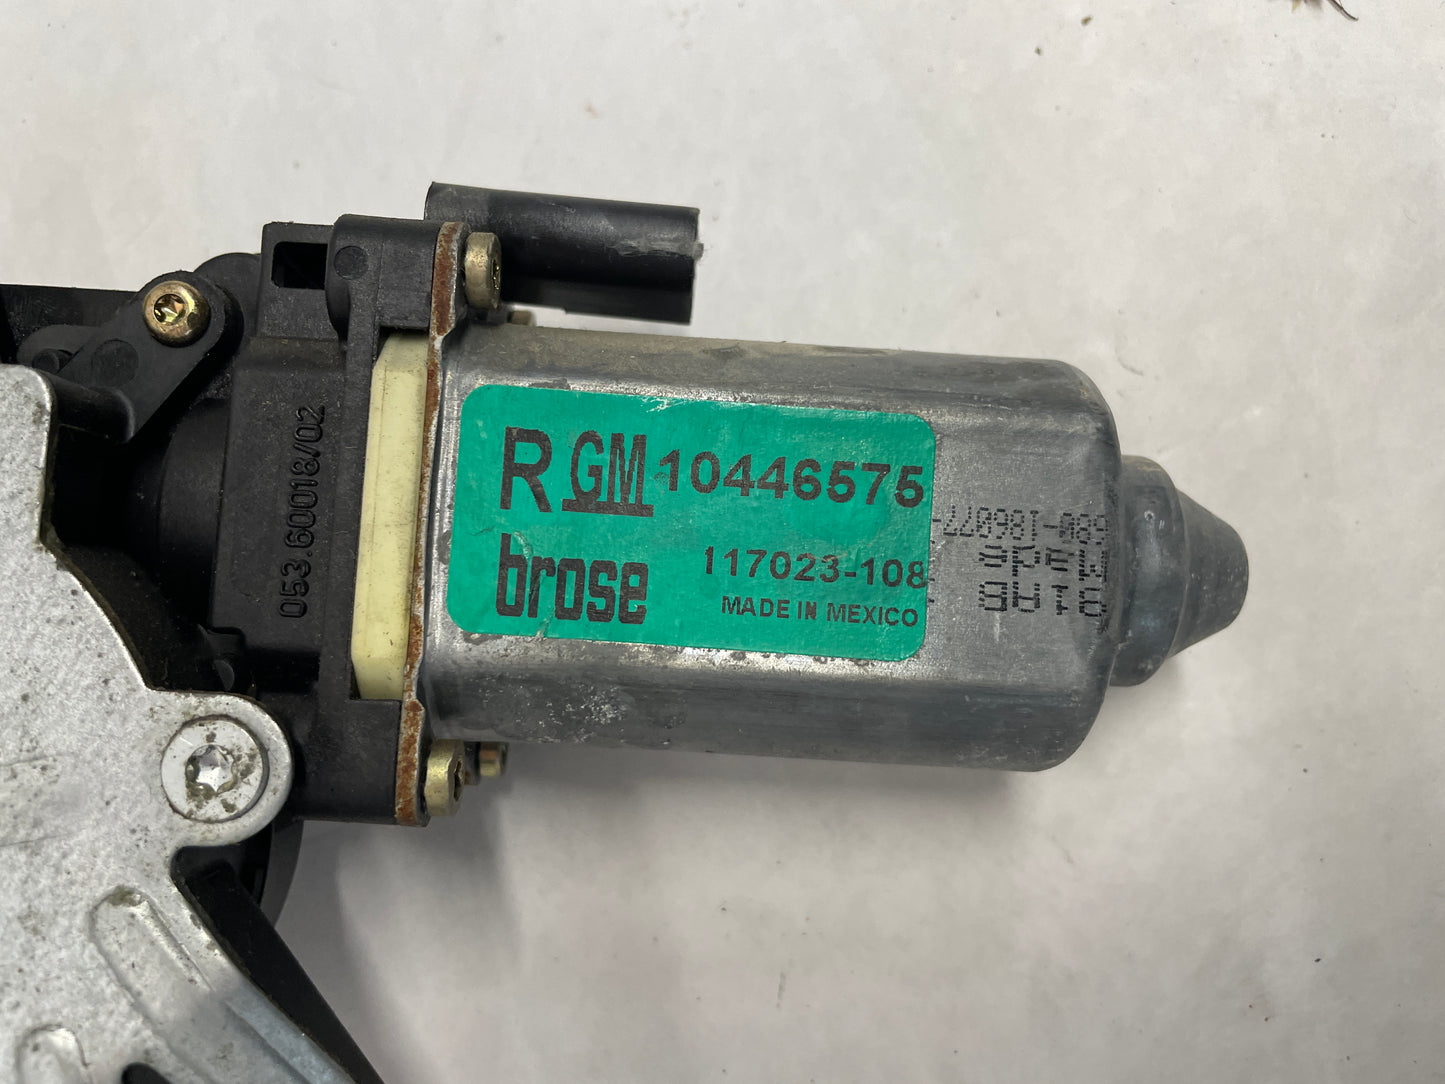 R GM 10446575
brose 117023-108
MADE IN MEXICO
053.60018/02